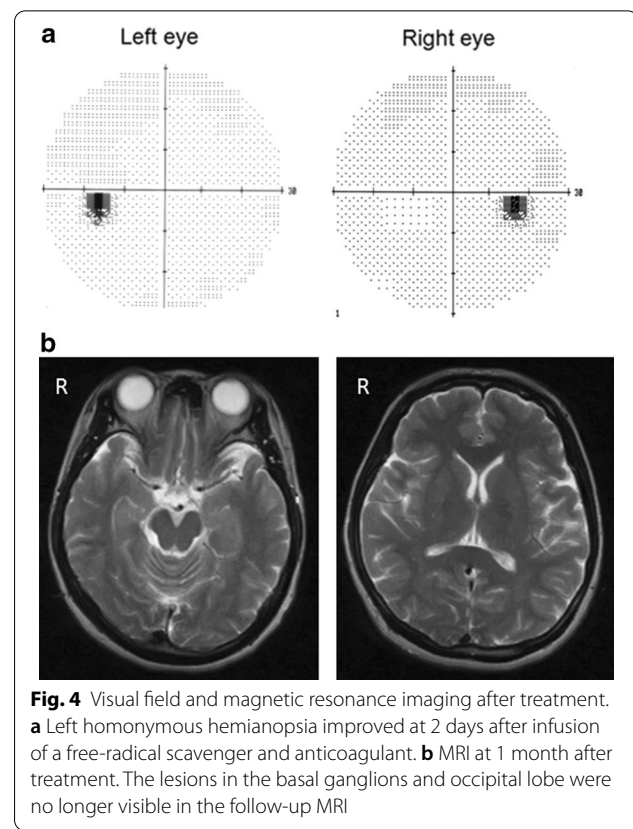 a
Left eye
Right eye
30
30
1
b
R
R
Fig. 4 Visual field and magnetic resonance imaging after treatment.
a Left homonymous hemianopsia improved at 2 days after infusion
of a free-radical scavenger and anticoagulant. b MRI at 1 month after
treatment. The lesions in the basal ganglions and occipital lobe were
no longer visible in the follow-up MRI